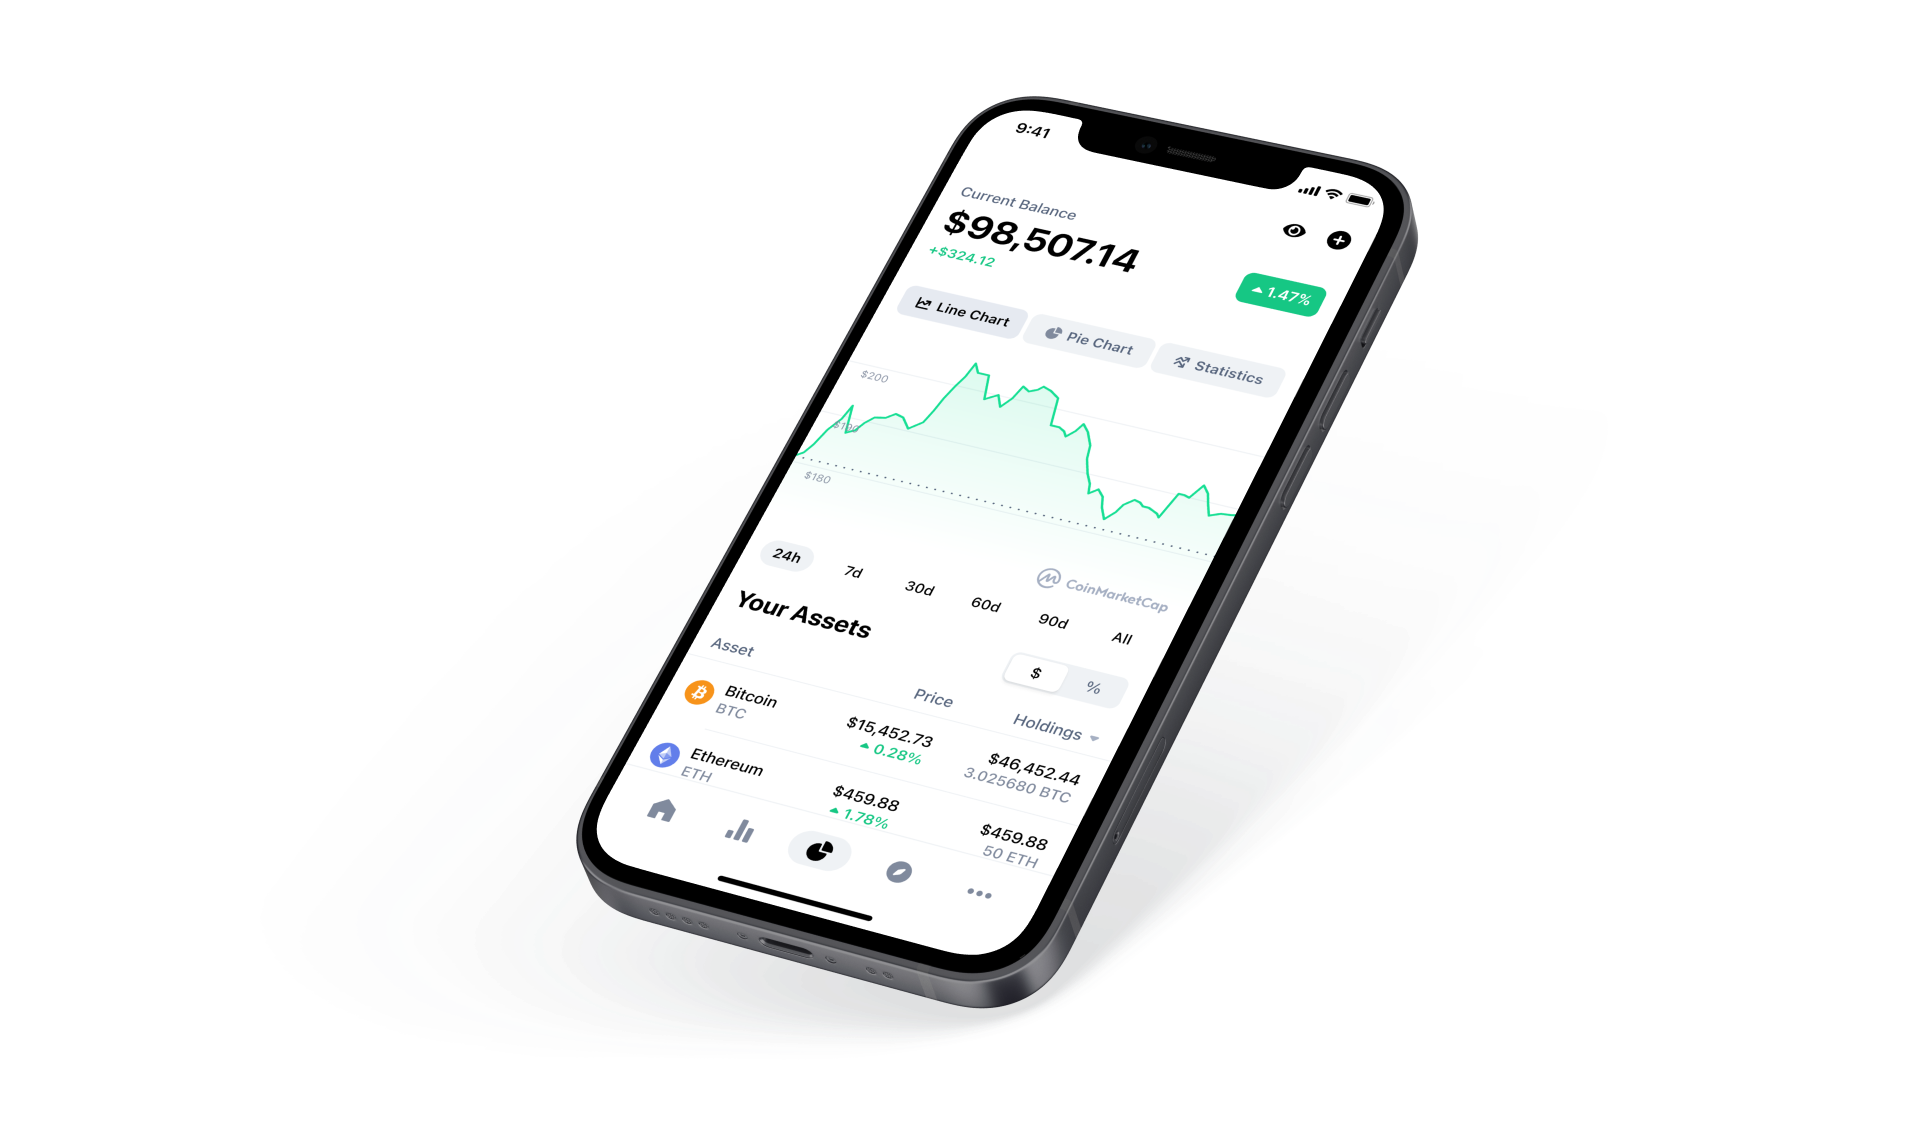 9:41
Current Balance
$98,507.14
+$324.12
1.47%
Line Chart
Pie Chart
Statistics
$200
$190
$180
CoinMarketCap
24h 7d 30d 60d 90d All
Your Assets
$ %
Asset Price Holdings
Bitcoin $15,452.73 $46,452.44
BTC 0.28% 3.025680 BTC
Ethereum $459.88 $459.88
ETH 1.78% 50 ETH